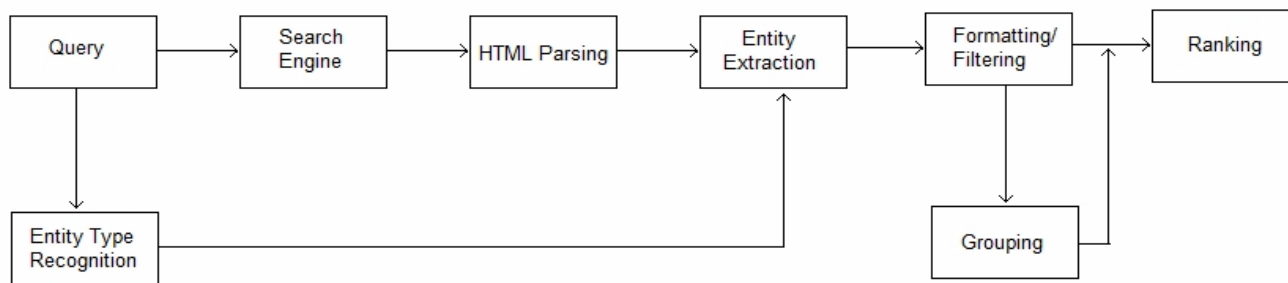 Query
Search
Engine
HTML Parsing
Entity
Extraction
Formatting/
Filtering
Ranking
Entity Type
Recognition
Grouping